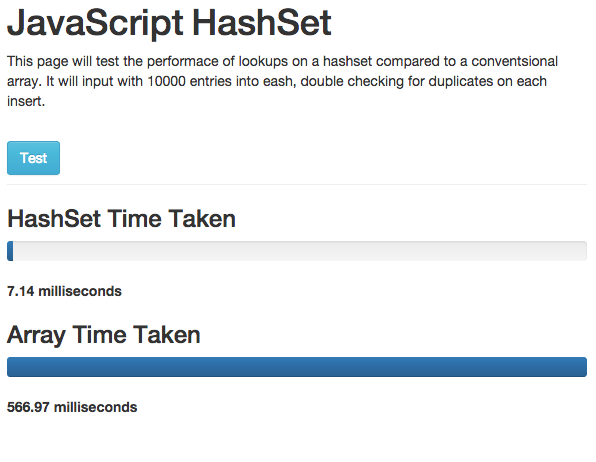 JavaScript HashSet
This page will test the performace of lookups on a hashset compared to a conventsional
array. It will input with 10000 entries into eash, double checking for duplicates on each
insert.
Test
HashSet Time Taken
7.14 milliseconds
Array Time Taken
566.97 milliseconds